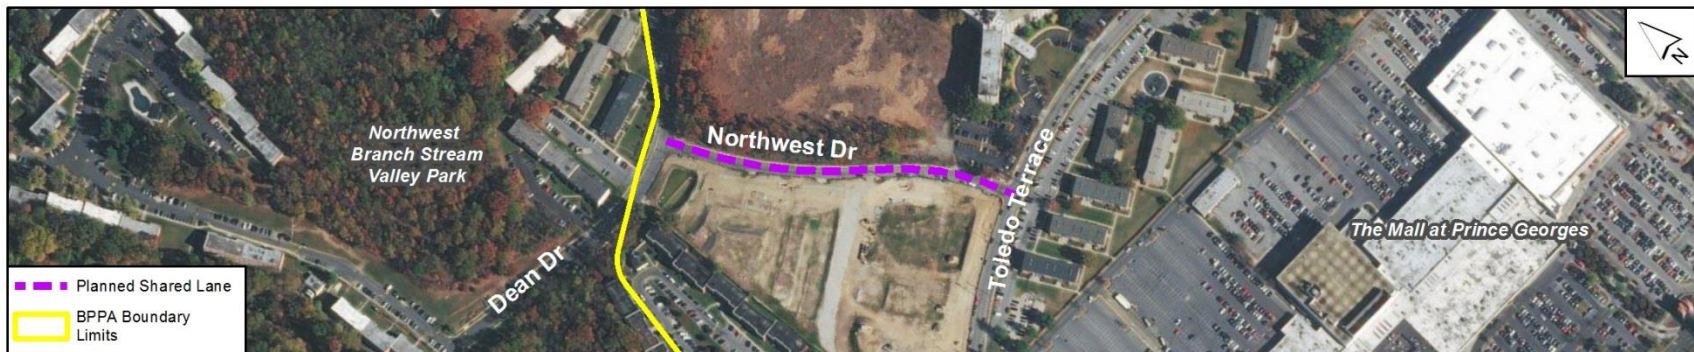 Northwest Dr
Northwest
Branch Stream
Valley Park
Toledo Terrace
The Mall at Prince Georges
Dean Dr
Planned Shared Lane
BPPA Boundary
Limits
N